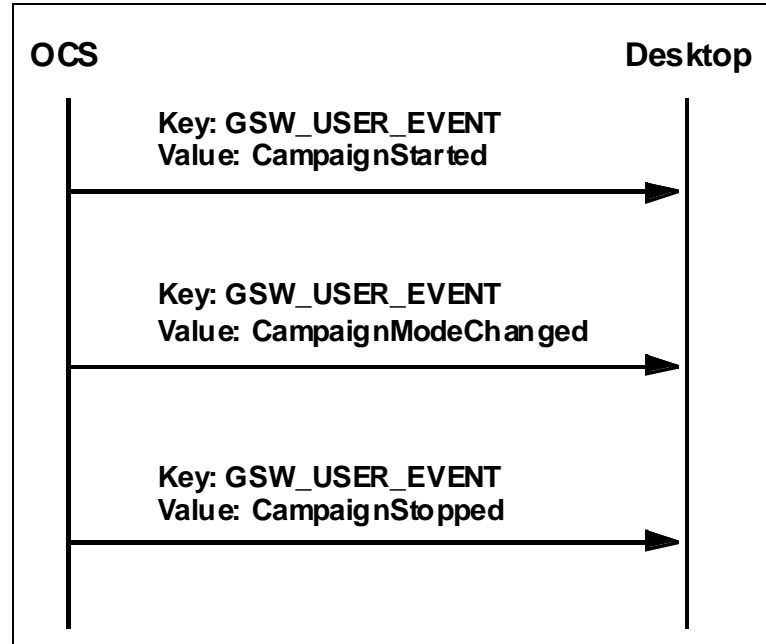 OCS
Desktop
Key: GSW_USER_EVENT
Value: CampaignStarted
Key: GSW_USER_EVENT
Value: CampaignModeChanged
Key: GSW_USER_EVENT
Value: CampaignStopped